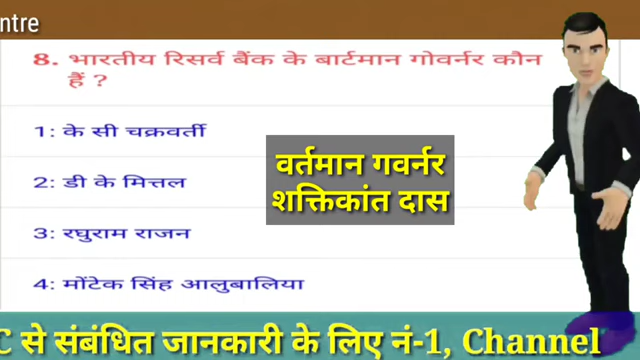 ntre
8. भारतीय रिसर्व बैंक के बार्टमान गोवर्नर कौन
हैं ?
1: के सी चक्रवर्ती
2: डी के मित्तल
3: रघुराम राजन
4: मोंटेक सिंह आलुबालिया
वर्तमान गवर्नर
शक्तिकांत दास
C से संबंधित जानकारी के लिए नं-1, Channel